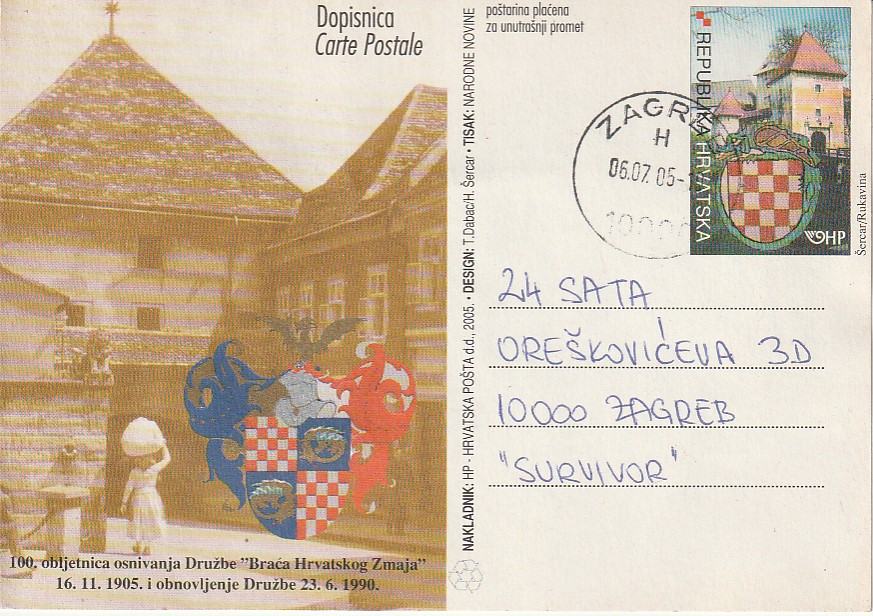 Dopisnica
Carte Postale
poštarina plaćena
za unutrašnji promet
REPUBLIKA HRVATSKA
HP
Šercar/Rukavina
ZAGRE
H
06.07.05-
10000
24 SATA
OREŠKOVIĆEVA 3D
10000 ZAGREB
"SURVIVOR"
NAKLADNIK: HP - HRVATSKA POŠTA d.d., 2005. • DESIGN: T.Dabac/H. Šercar • TISAK: NARODNE NOVINE
100. obljetnica osnivanja Družbe "Braća Hrvatskog Zmaja"
16. 11. 1905. i obnovljenje Družbe 23. 6. 1990.